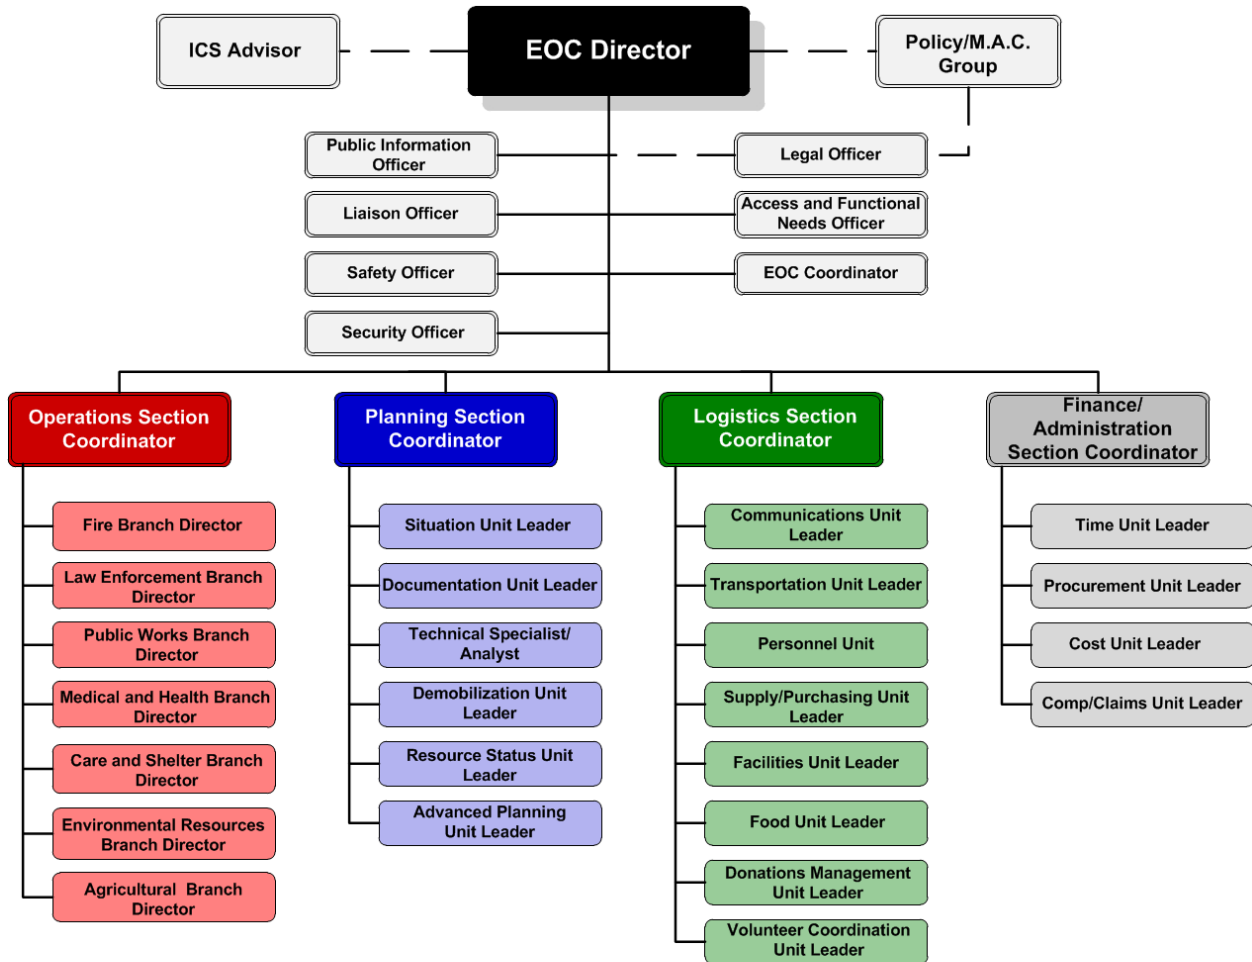 ICS Advisor
EOC Director
Policy/M.A.C.
Group
Public Information
Officer
Legal Officer
Liaison Officer
Access and Functional
Needs Officer
Safety Officer
EOC Coordinator
Security Officer
Operations Section
Coordinator
Planning Section
Coordinator
Logistics Section
Coordinator
Finance/
Administration
Section Coordinator
Fire Branch Director
Law Enforcement Branch
Director
Public Works Branch
Director
Medical and Health Branch
Director
Care and Shelter Branch
Director
Environmental Resources
Branch Director
Agricultural Branch
Director
Situation Unit Leader
Documentation Unit Leader
Technical Specialist/
Analyst
Demobilization Unit
Leader
Resource Status Unit
Leader
Advanced Planning
Unit Leader
Communications Unit
Leader
Transportation Unit Leader
Personnel Unit
Supply/Purchasing Unit
Leader
Facilities Unit Leader
Food Unit Leader
Donations Management
Unit Leader
Volunteer Coordination
Unit Leader
Time Unit Leader
Procurement Unit Leader
Cost Unit Leader
Comp/Claims Unit Leader